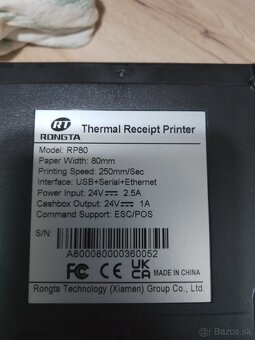 RT
RONGTA
Thermal Receipt Printer
Model: RP80
Paper Width: 80mm
Printing Speed: 250mm/Sec
Interface: USB+Serial+Ethernet
Power Input: 24V⎓2.5A
Cashbox Output: 24V⎓1A
Command Support: ESC/POS
S/N:
A800080000360052
FC CE UK CA MADE IN CHINA
Rongta Technology (Xiamen) Group Co., Ltd.
bazos.sk